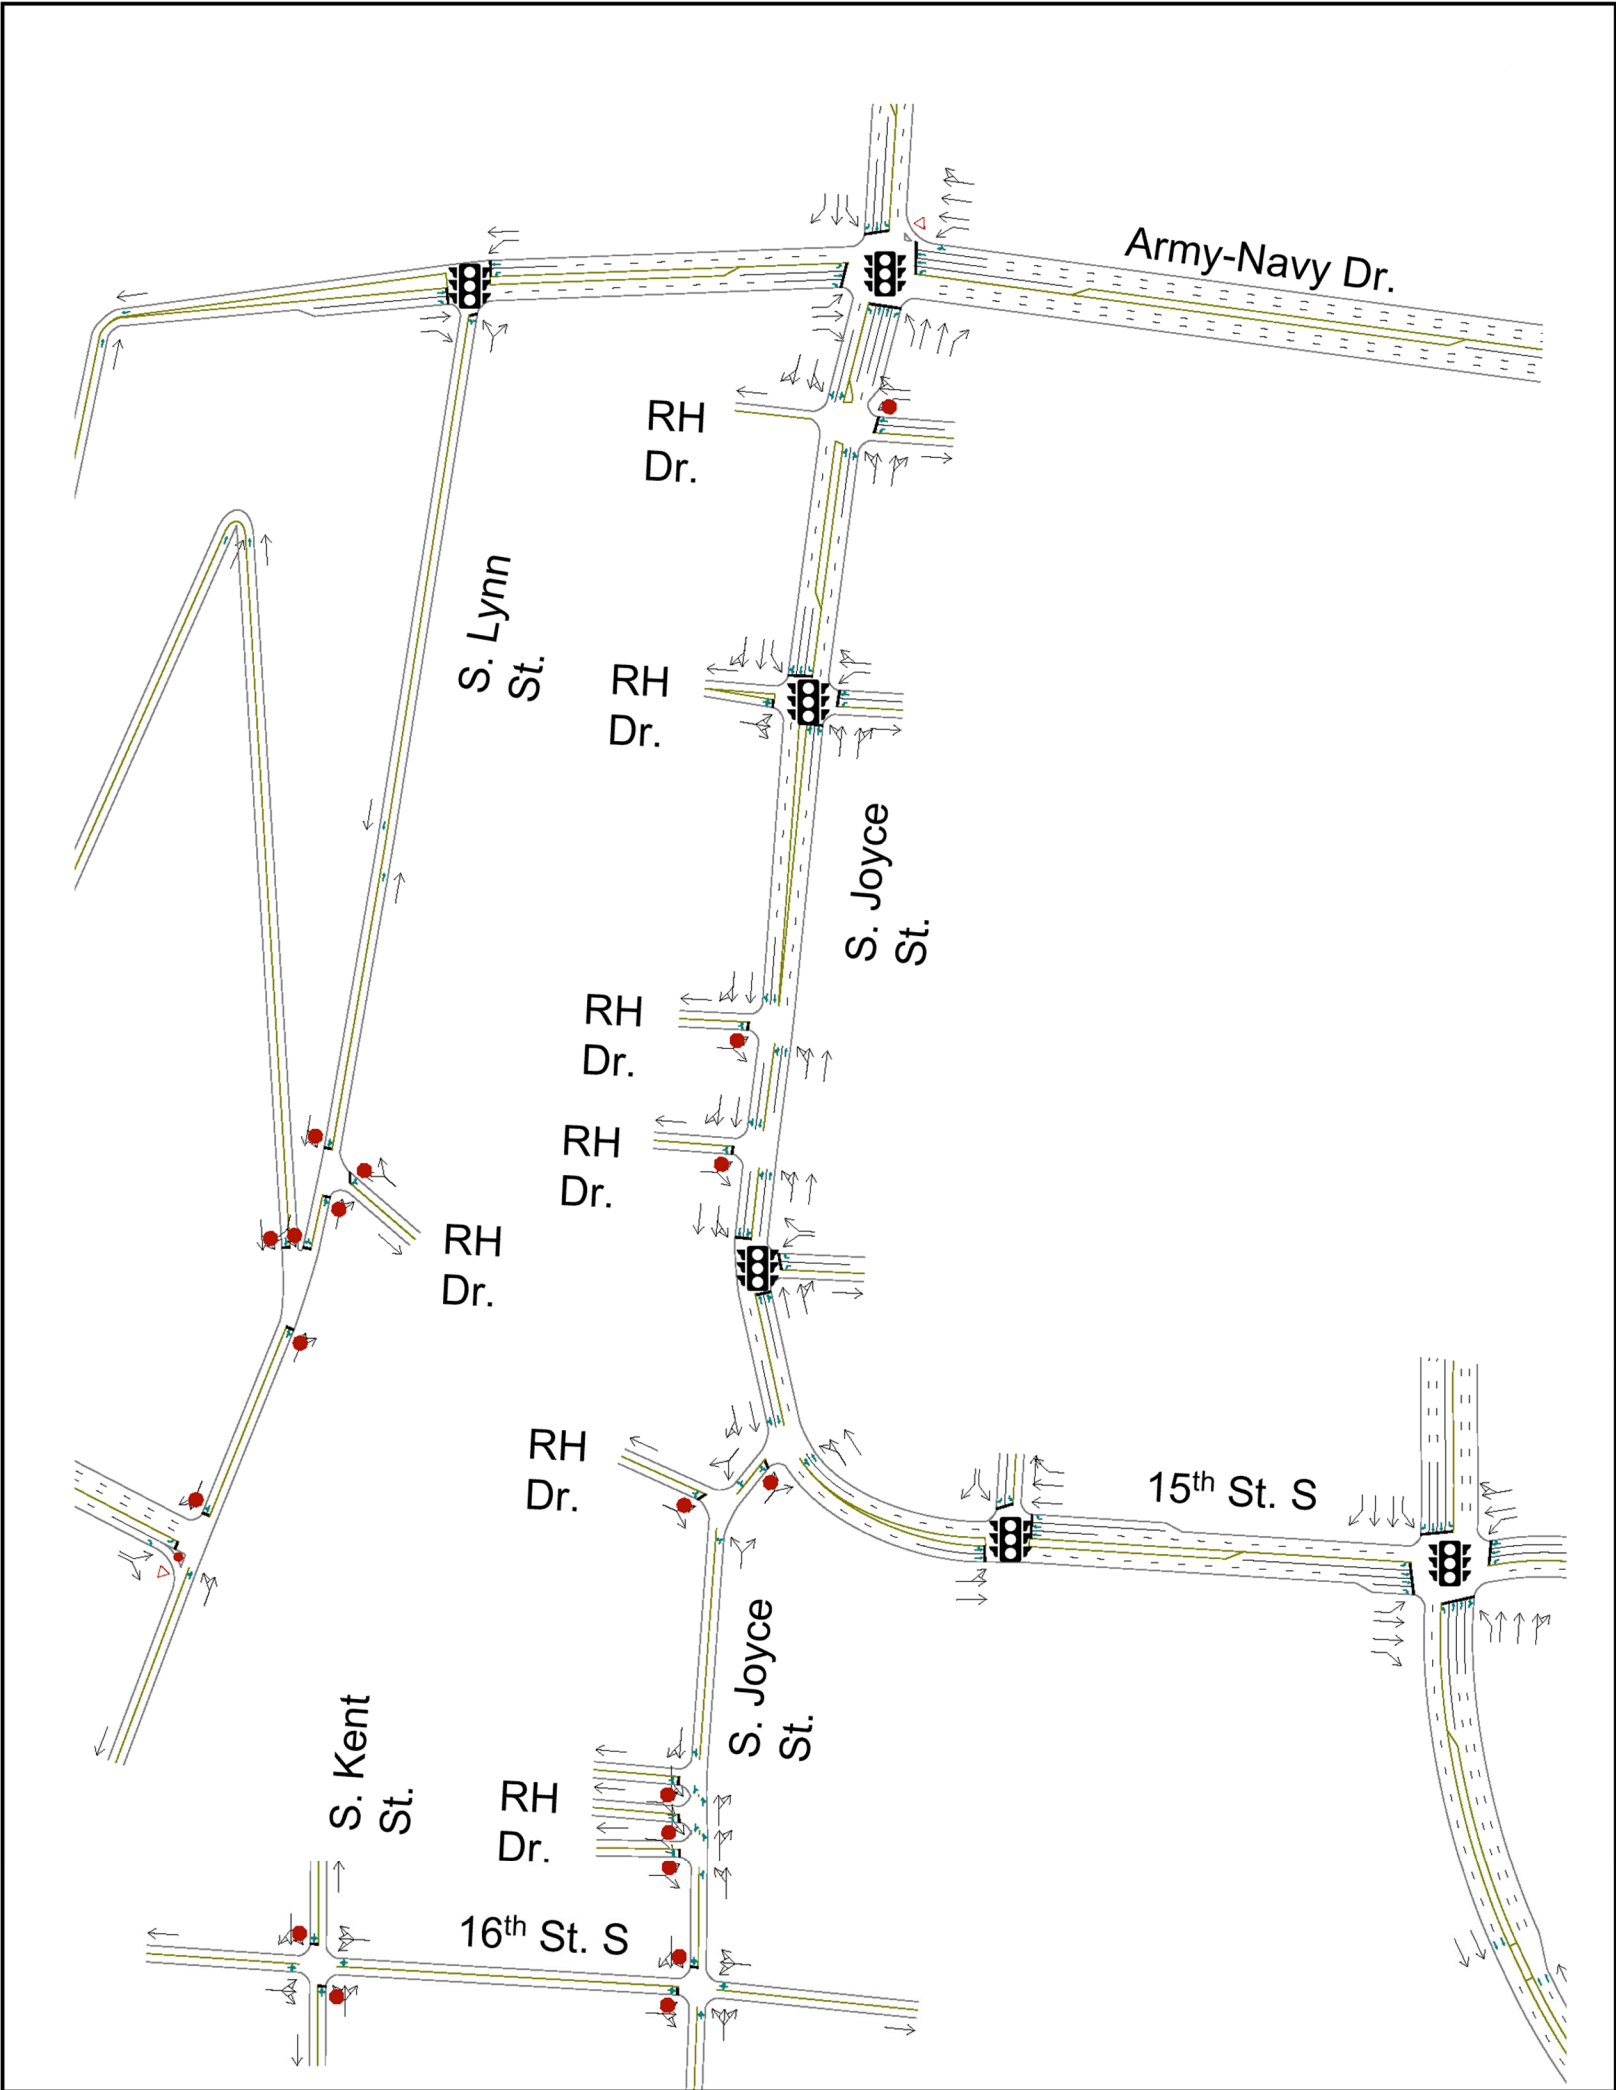 Army-Navy Dr.
RH
Dr.
S. Lynn
St.
RH
Dr.
S. Joyce
St.
RH
Dr.
RH
Dr.
RH
Dr.
RH
Dr.
15th St. S
S. Joyce
St.
S. Kent
St.
RH
Dr.
16th St. S